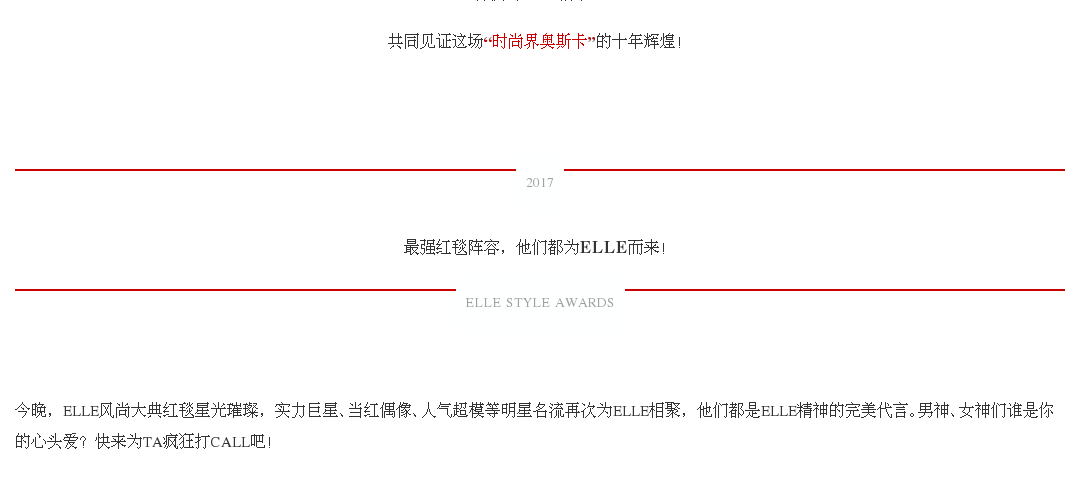 共同见证这场“时尚界奥斯卡”的十年辉煌！
2017
最强红毯阵容，他们都为ELLE而来！
ELLE STYLE AWARDS
今晚，ELLE风尚大典红毯星光璀璨，实力巨星、当红偶像、人气超模等明星名流再次为ELLE相聚，他们都是ELLE精神的完美代言。男神、女神们谁是你
的心头爱？快来为TA疯狂打CALL吧！